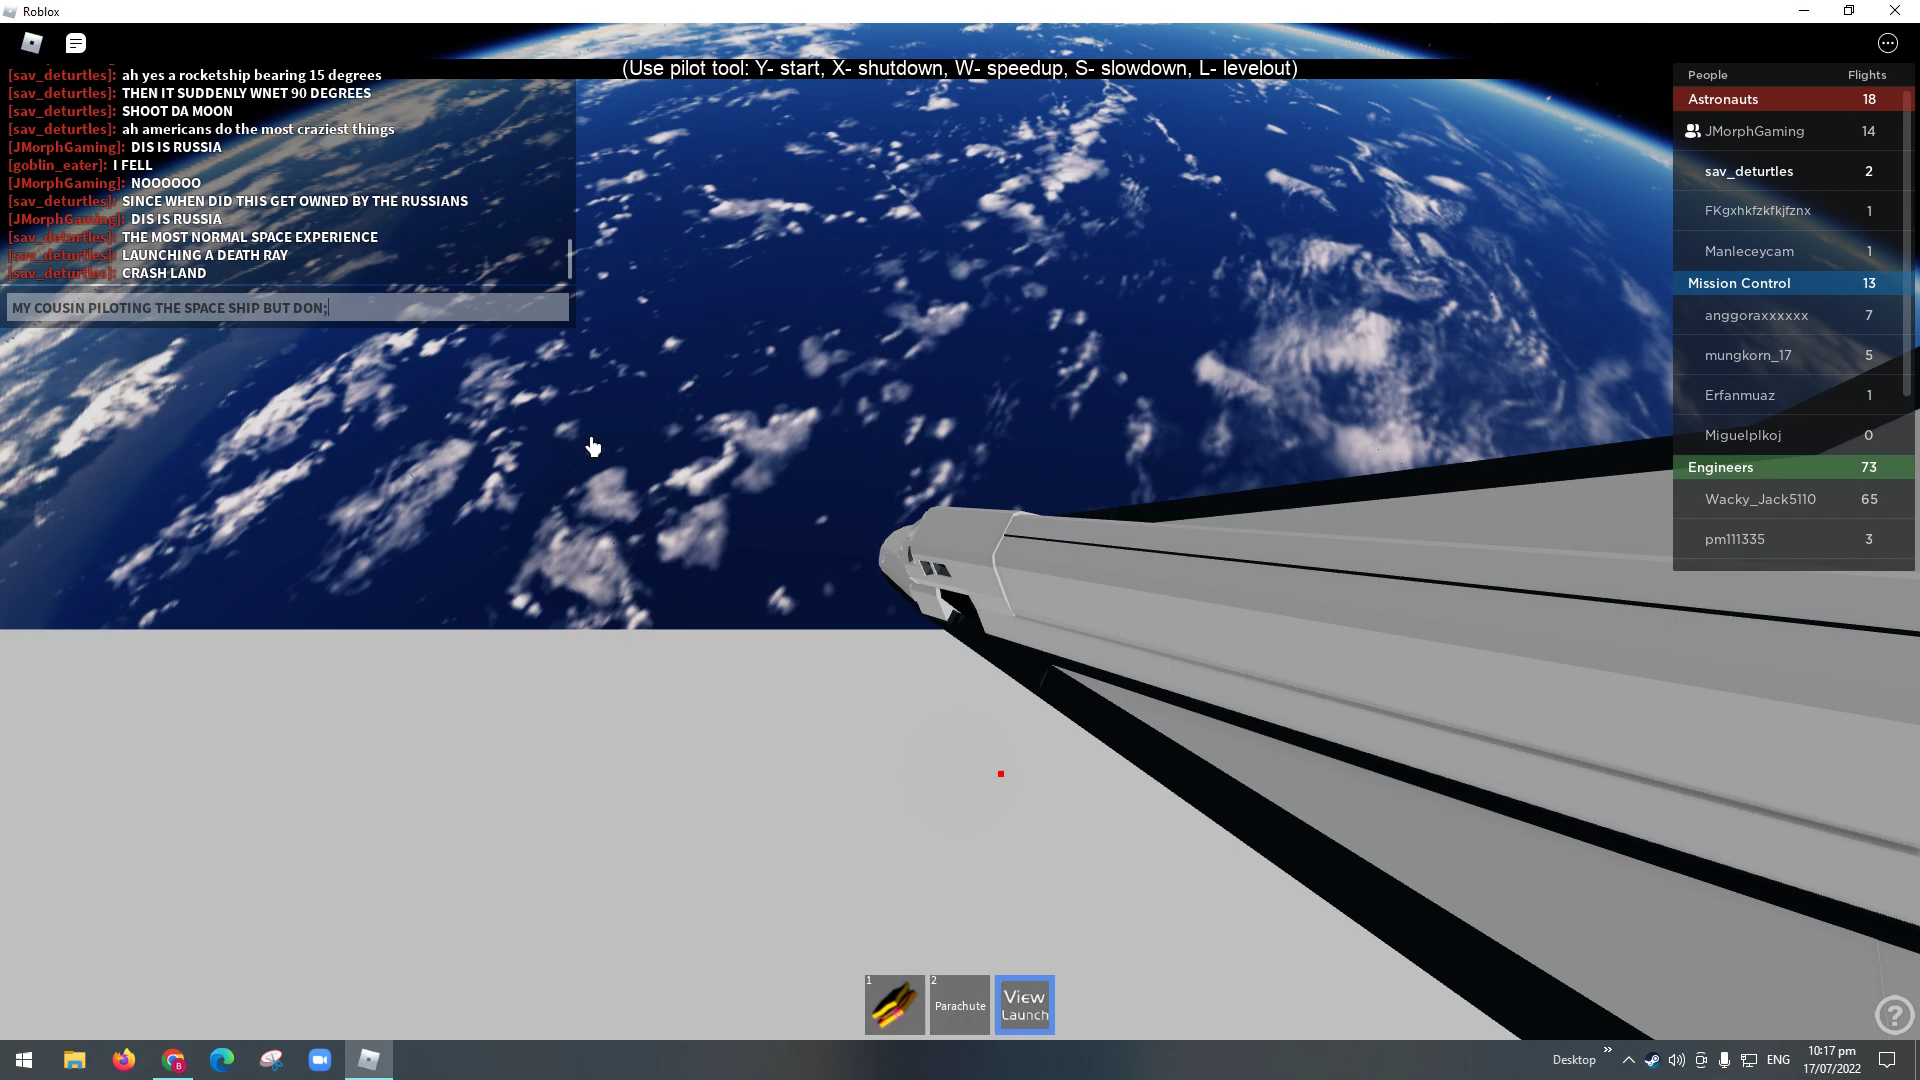 Roblox
(Use pilot tool: Y- start, X- shutdown, W- speedup, S- slowdown, L- levelout)
[sav_deturtles]: ah yes a rocketship bearing 15 degrees
[sav_deturtles]: THEN IT SUDDENLY WNET 90 DEGREES
[sav_deturtles]: SHOOT DA MOON
[sav_deturtles]: ah americans do the most craziest things
[JMorphGaming]: DIS IS RUSSIA
[goblin_eater]: I FELL
[JMorphGaming]: NOOOOOO
[sav_deturtles]: SINCE WHEN DID THIS GET OWNED BY THE RUSSIANS
[JMorphGaming]: DIS IS RUSSIA
[sav_deturtles]: THE MOST NORMAL SPACE EXPERIENCE
[sav_deturtles]: LAUNCHING A DEATH RAY
[sav_deturtles]: CRASH LAND
MY COUSIN PILOTING THE SPACE SHIP BUT DON;
People Flights
Astronauts 18
JMorphGaming 14
sav_deturtles 2
FKgxhkfzkfkjfznx 1
Manleceycam 1
Mission Control 13
anggoraxxxxxx 7
mungkorn_17 5
Erfanmuaz 1
Miguelplkoj 0
Engineers 73
Wacky_Jack5110 65
pm111335 3
1
2
Parachute
View
Launch
?
Desktop
ENG
10:17 pm
17/07/2022